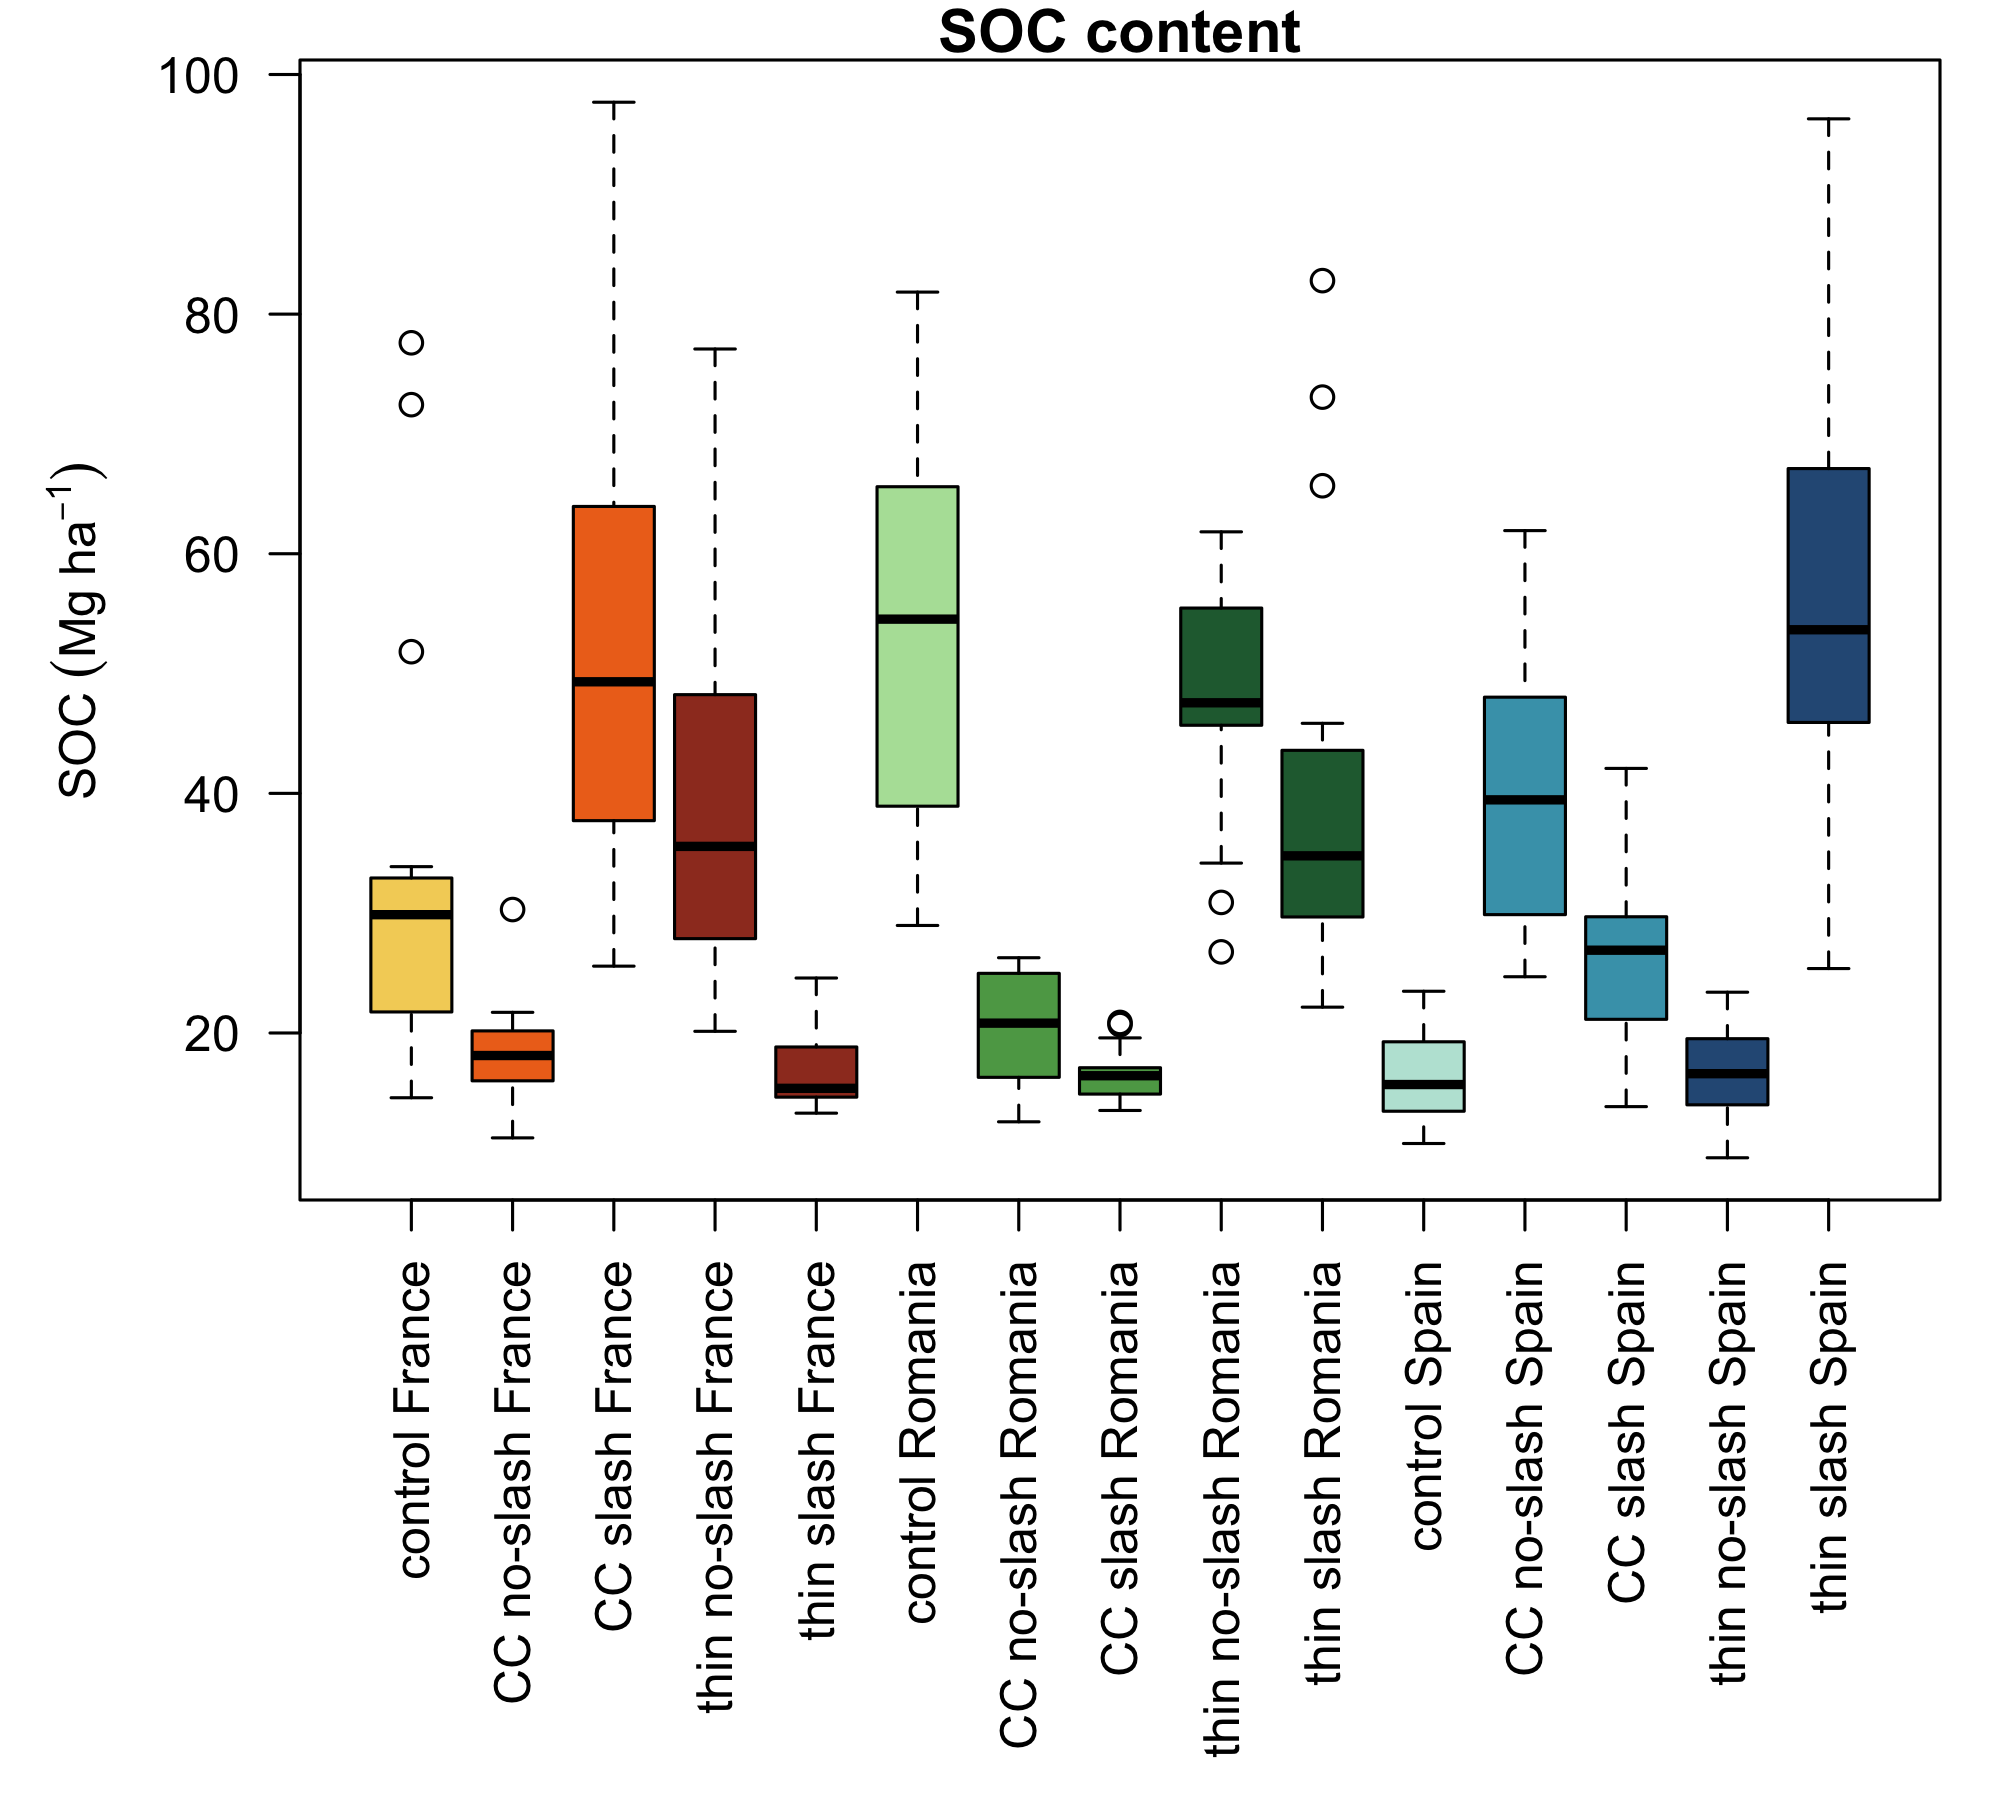 SOC content
SOC (Mg ha⁻¹)
100
80
60
40
20
control France
CC no-slash France
CC slash France
thin no-slash France
thin slash France
control Romania
CC no-slash Romania
CC slash Romania
thin no-slash Romania
thin slash Romania
control Spain
CC no-slash Spain
CC slash Spain
thin no-slash Spain
thin slash Spain